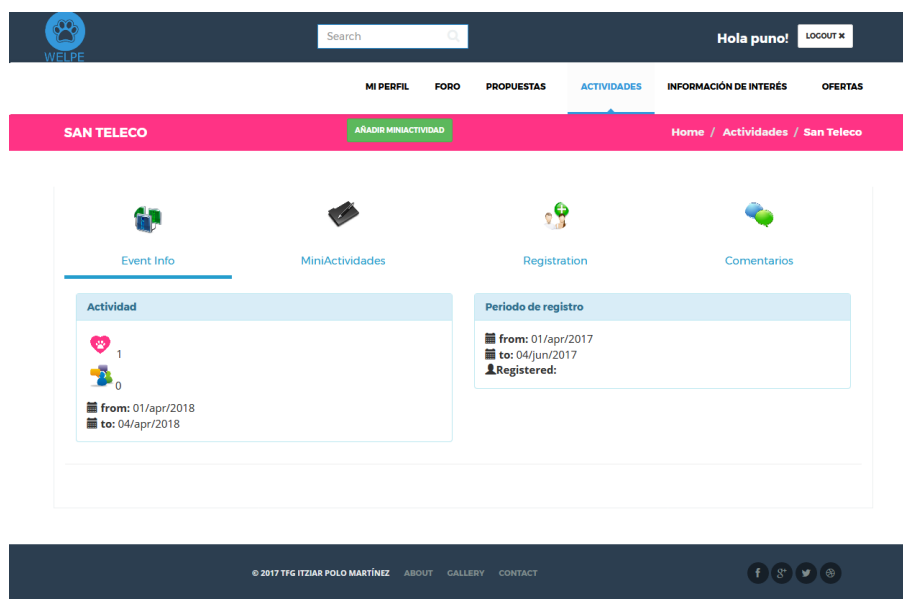 WELPE
Search
Hola puno!
LOGOUT ✖
MI PERFIL FORO PROPUESTAS ACTIVIDADES INFORMACIÓN DE INTERÉS OFERTAS
SAN TELECO
AÑADIR MINIACTIVIDAD
Home / Actividades / San Teleco
Event Info
MiniActividades
Registration
Comentarios
Actividad
1
0
from: 01/apr/2018
to: 04/apr/2018
Periodo de registro
from: 01/apr/2017
to: 04/jun/2017
Registered:
© 2017 TFG ITZIAR POLO MARTÍNEZ ABOUT GALLERY CONTACT